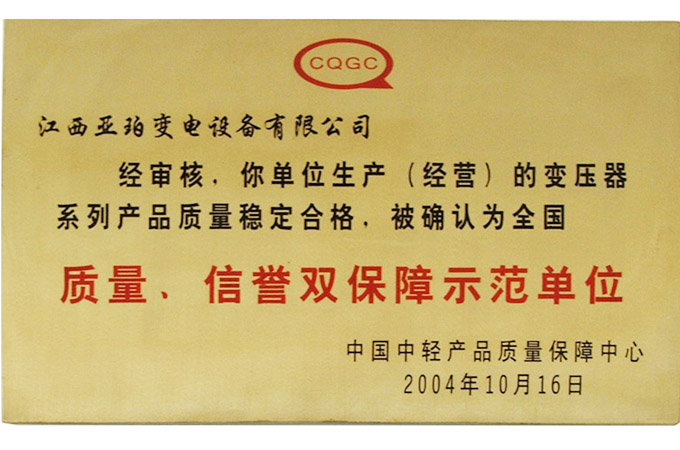 CQGC
江西亚珀变电设备有限公司
经审核，你单位生产（经营）的变压器
系列产品质量稳定合格，被确认为全国
质量、信誉双保障示范单位
中国中轻产品质量保障中心
2004年10月16日